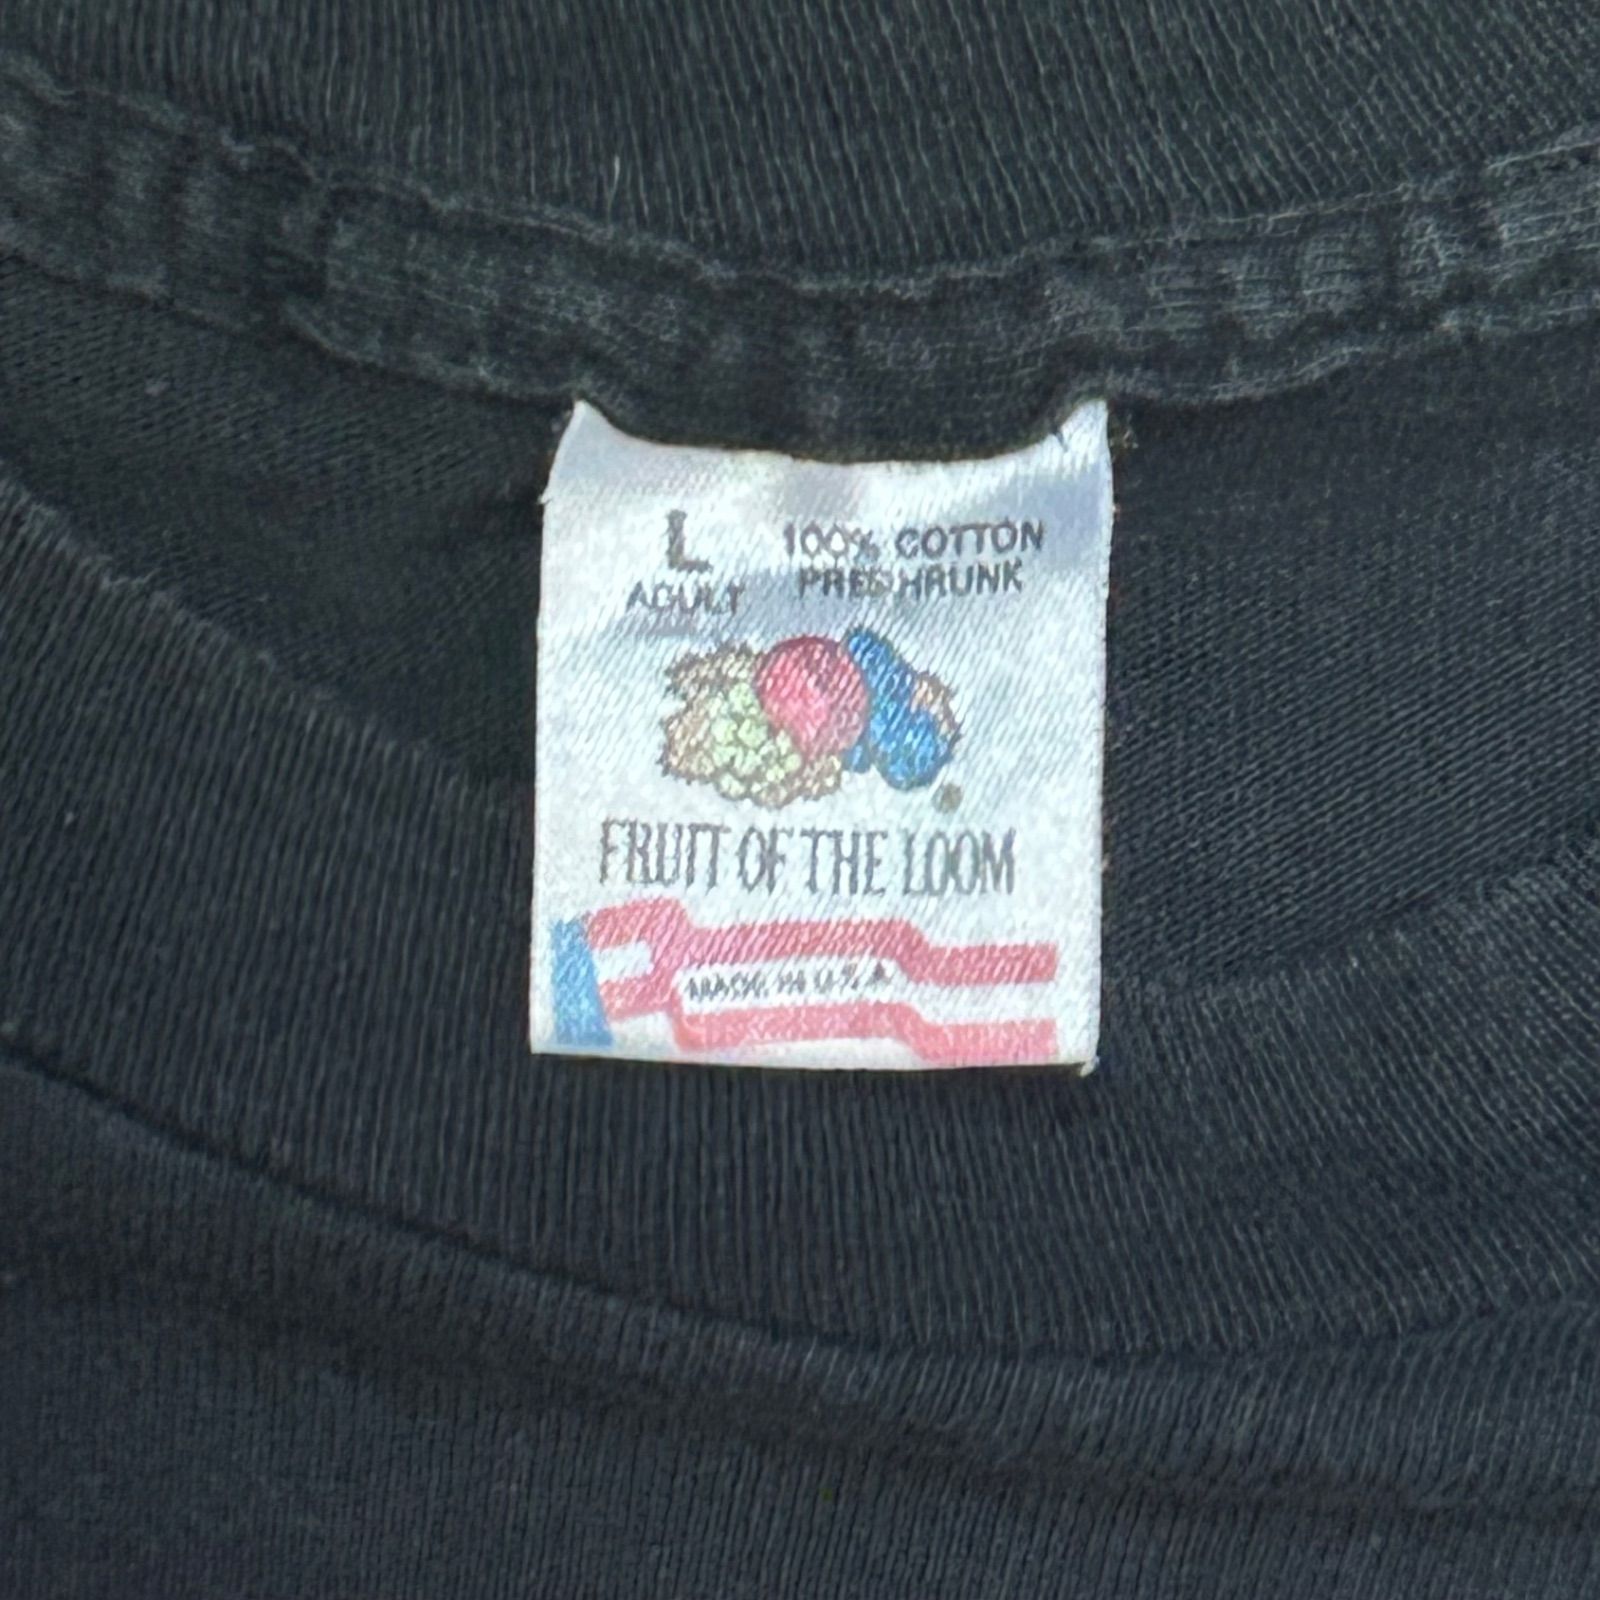 L
ADULT
100% COTTON
PRESHRUNK
FRUIT OF THE LOOM
MADE IN U.S.A.